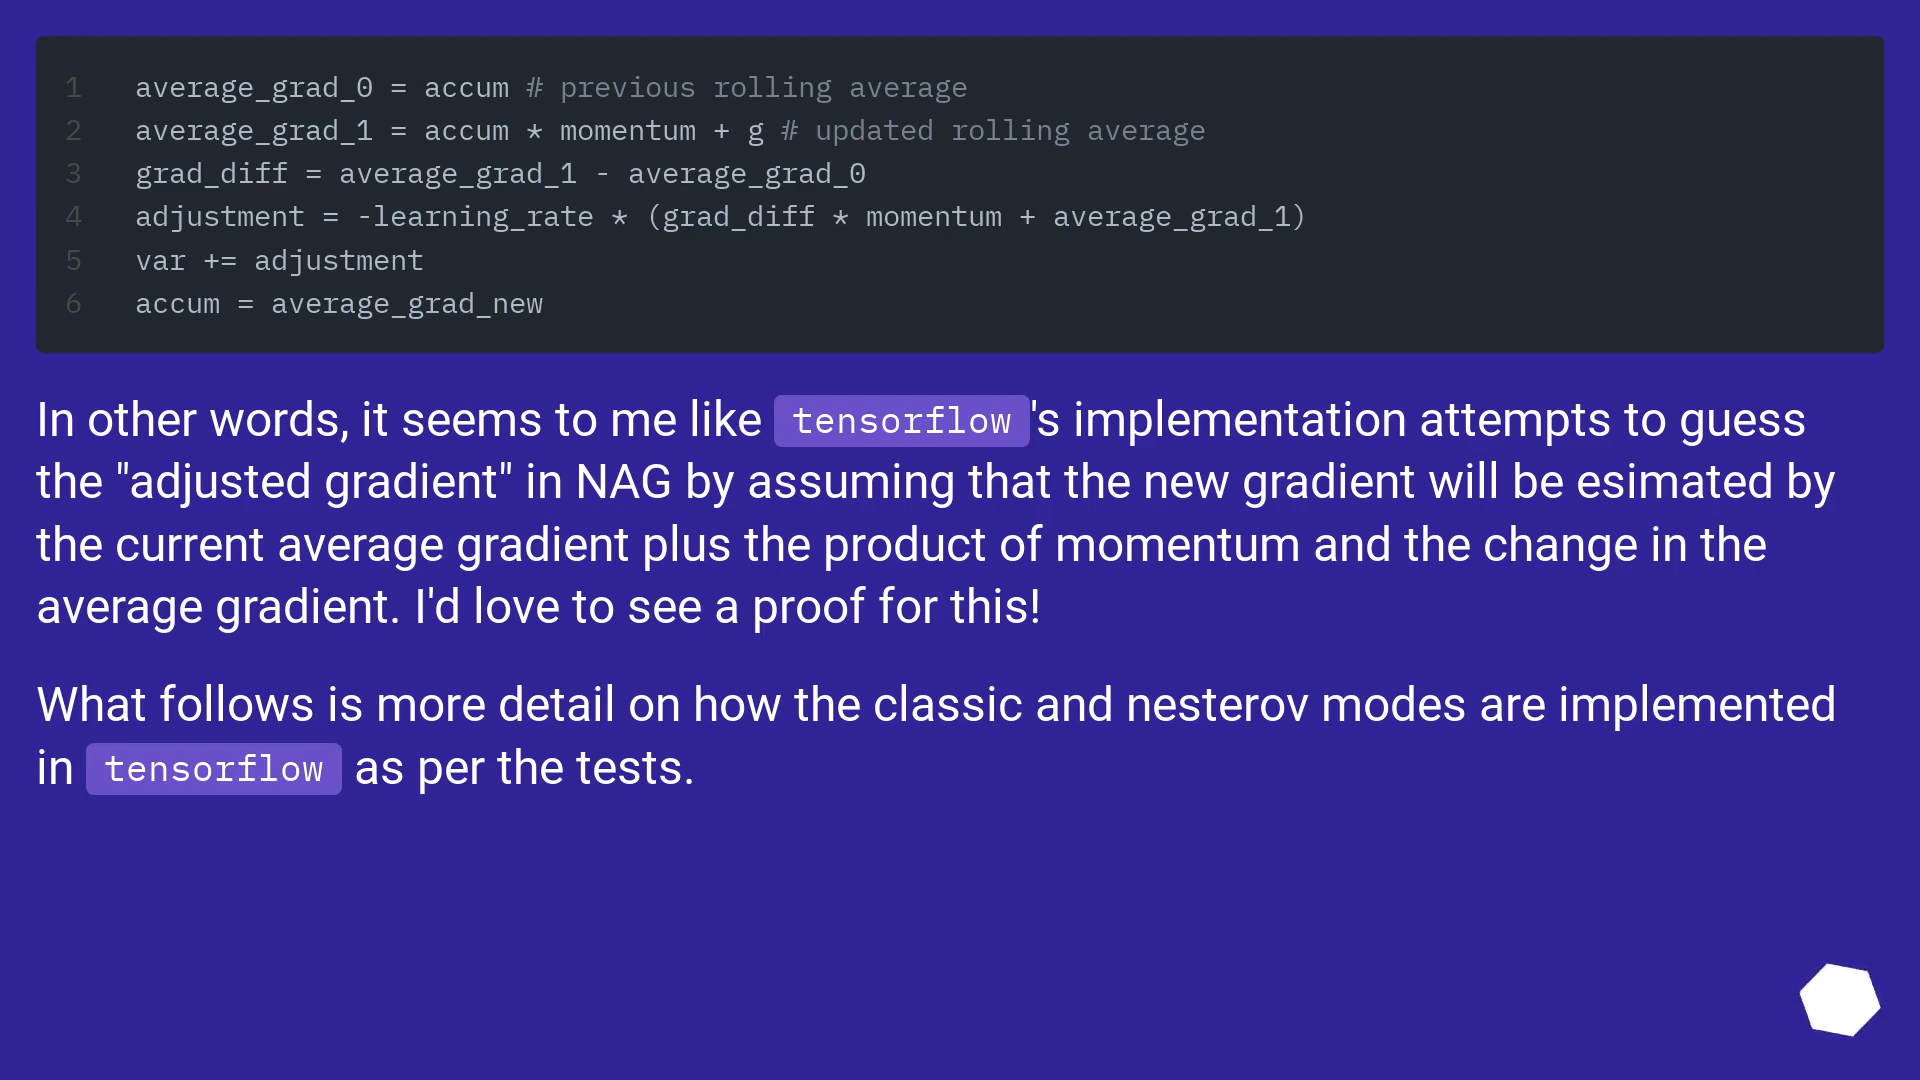 1 average_grad_0 = accum # previous rolling average
2 average_grad_1 = accum * momentum + g # updated rolling average
3 grad_diff = average_grad_1 - average_grad_0
4 adjustment = -learning_rate * (grad_diff * momentum + average_grad_1)
5 var += adjustment
6 accum = average_grad_new
In other words, it seems to me like tensorflow's implementation attempts to guess
the "adjusted gradient" in NAG by assuming that the new gradient will be esimated by
the current average gradient plus the product of momentum and the change in the
average gradient. I'd love to see a proof for this!
What follows is more detail on how the classic and nesterov modes are implemented
in tensorflow as per the tests.